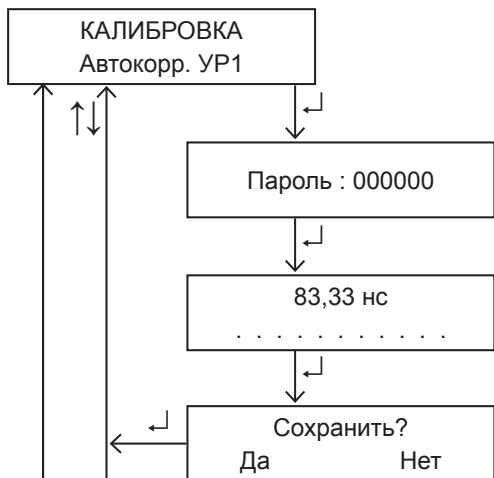 КАЛИБРОВКА
Автокорр. УР1
↑↓
↵
Пароль : 000000
↵
83,33 нс
. . . . . . . . . . .
↵
↵
Сохранить?
Да Нет